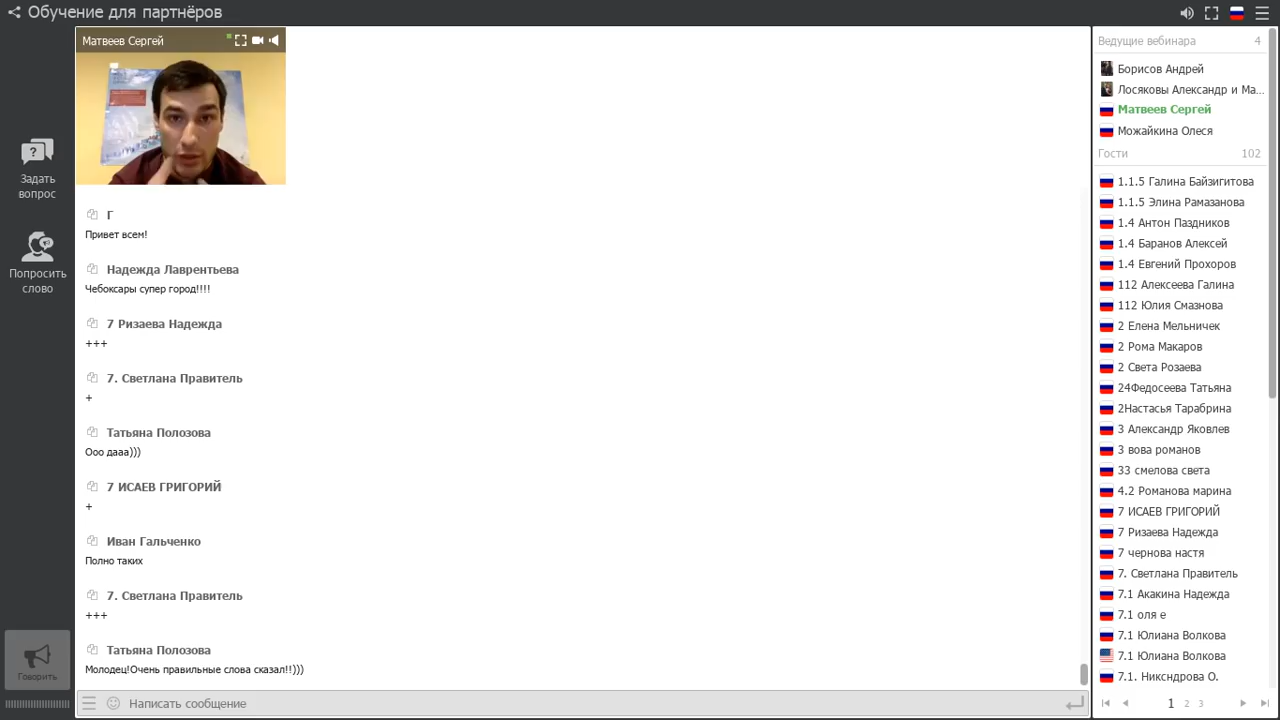 Обучение для партнёров
Задать
вопрос
Попросить
слово
Говорить
Матвеев Сергей
Г
Привет всем!
Надежда Лаврентьева
Чебоксары супер город!!!!
7 Ризаева Надежда
+++
7. Светлана Правитель
+
Татьяна Полозова
Ооо дааа)))
7 ИСАЕВ ГРИГОРИЙ
+
Иван Гальченко
Полно таких
7. Светлана Правитель
+++
Татьяна Полозова
Молодец!Очень правильные слова сказал!!)))
Написать сообщение
Ведущие вебинара 4
Борисов Андрей
Лосяковы Александр и Ма...
Матвеев Сергей
Можайкина Олеся
Гости 102
1.1.5 Галина Байзигитова
1.1.5 Элина Рамазанова
1.4 Антон Паздников
1.4 Баранов Алексей
1.4 Евгений Прохоров
112 Алексеева Галина
112 Юлия Смазнова
2 Елена Мельничек
2 Рома Макаров
2 Света Розаева
24Федосеева Татьяна
2Настасья Тарабрина
3 Александр Яковлев
3 вова романов
33 смелова света
4.2 Романова марина
7 ИСАЕВ ГРИГОРИЙ
7 Ризаева Надежда
7 чернова настя
7. Светлана Правитель
7.1 Акакина Надежда
7.1 оля е
7.1 Юлиана Волкова
7.1 Юлиана Волкова
7.1. Никсндрова О.
1 2 3